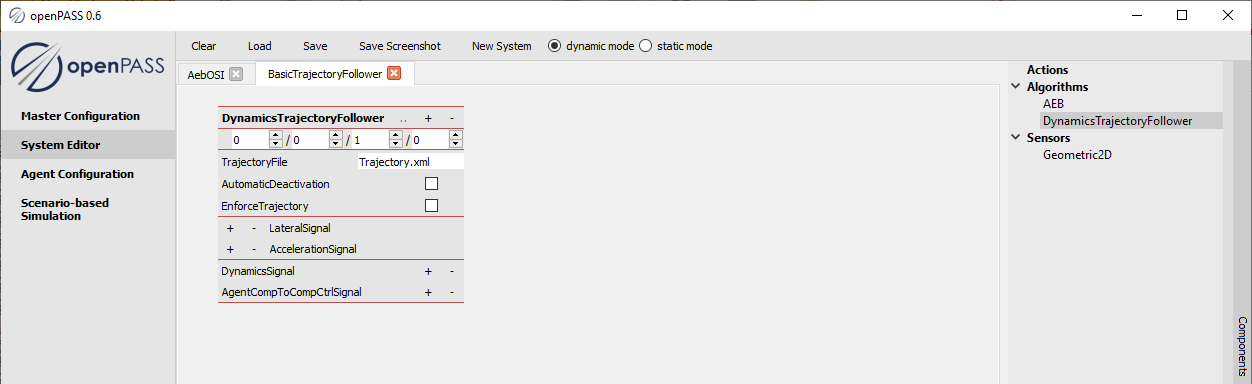 openPASS 0.6
openPASS
Master Configuration
System Editor
Agent Configuration
Scenario-based
Simulation
Clear Load Save Save Screenshot New System dynamic mode static mode
AebOSI BasicTrajectoryFollower
DynamicsTrajectoryFollower .. + -
0 / 0 / 1 / 0
TrajectoryFile Trajectory.xml
AutomaticDeactivation
EnforceTrajectory
+ - LateralSignal
+ - AccelerationSignal
DynamicsSignal + -
AgentCompToCompCtrlSignal + -
Actions
Algorithms
AEB
DynamicsTrajectoryFollower
Sensors
Geometric2D
Components